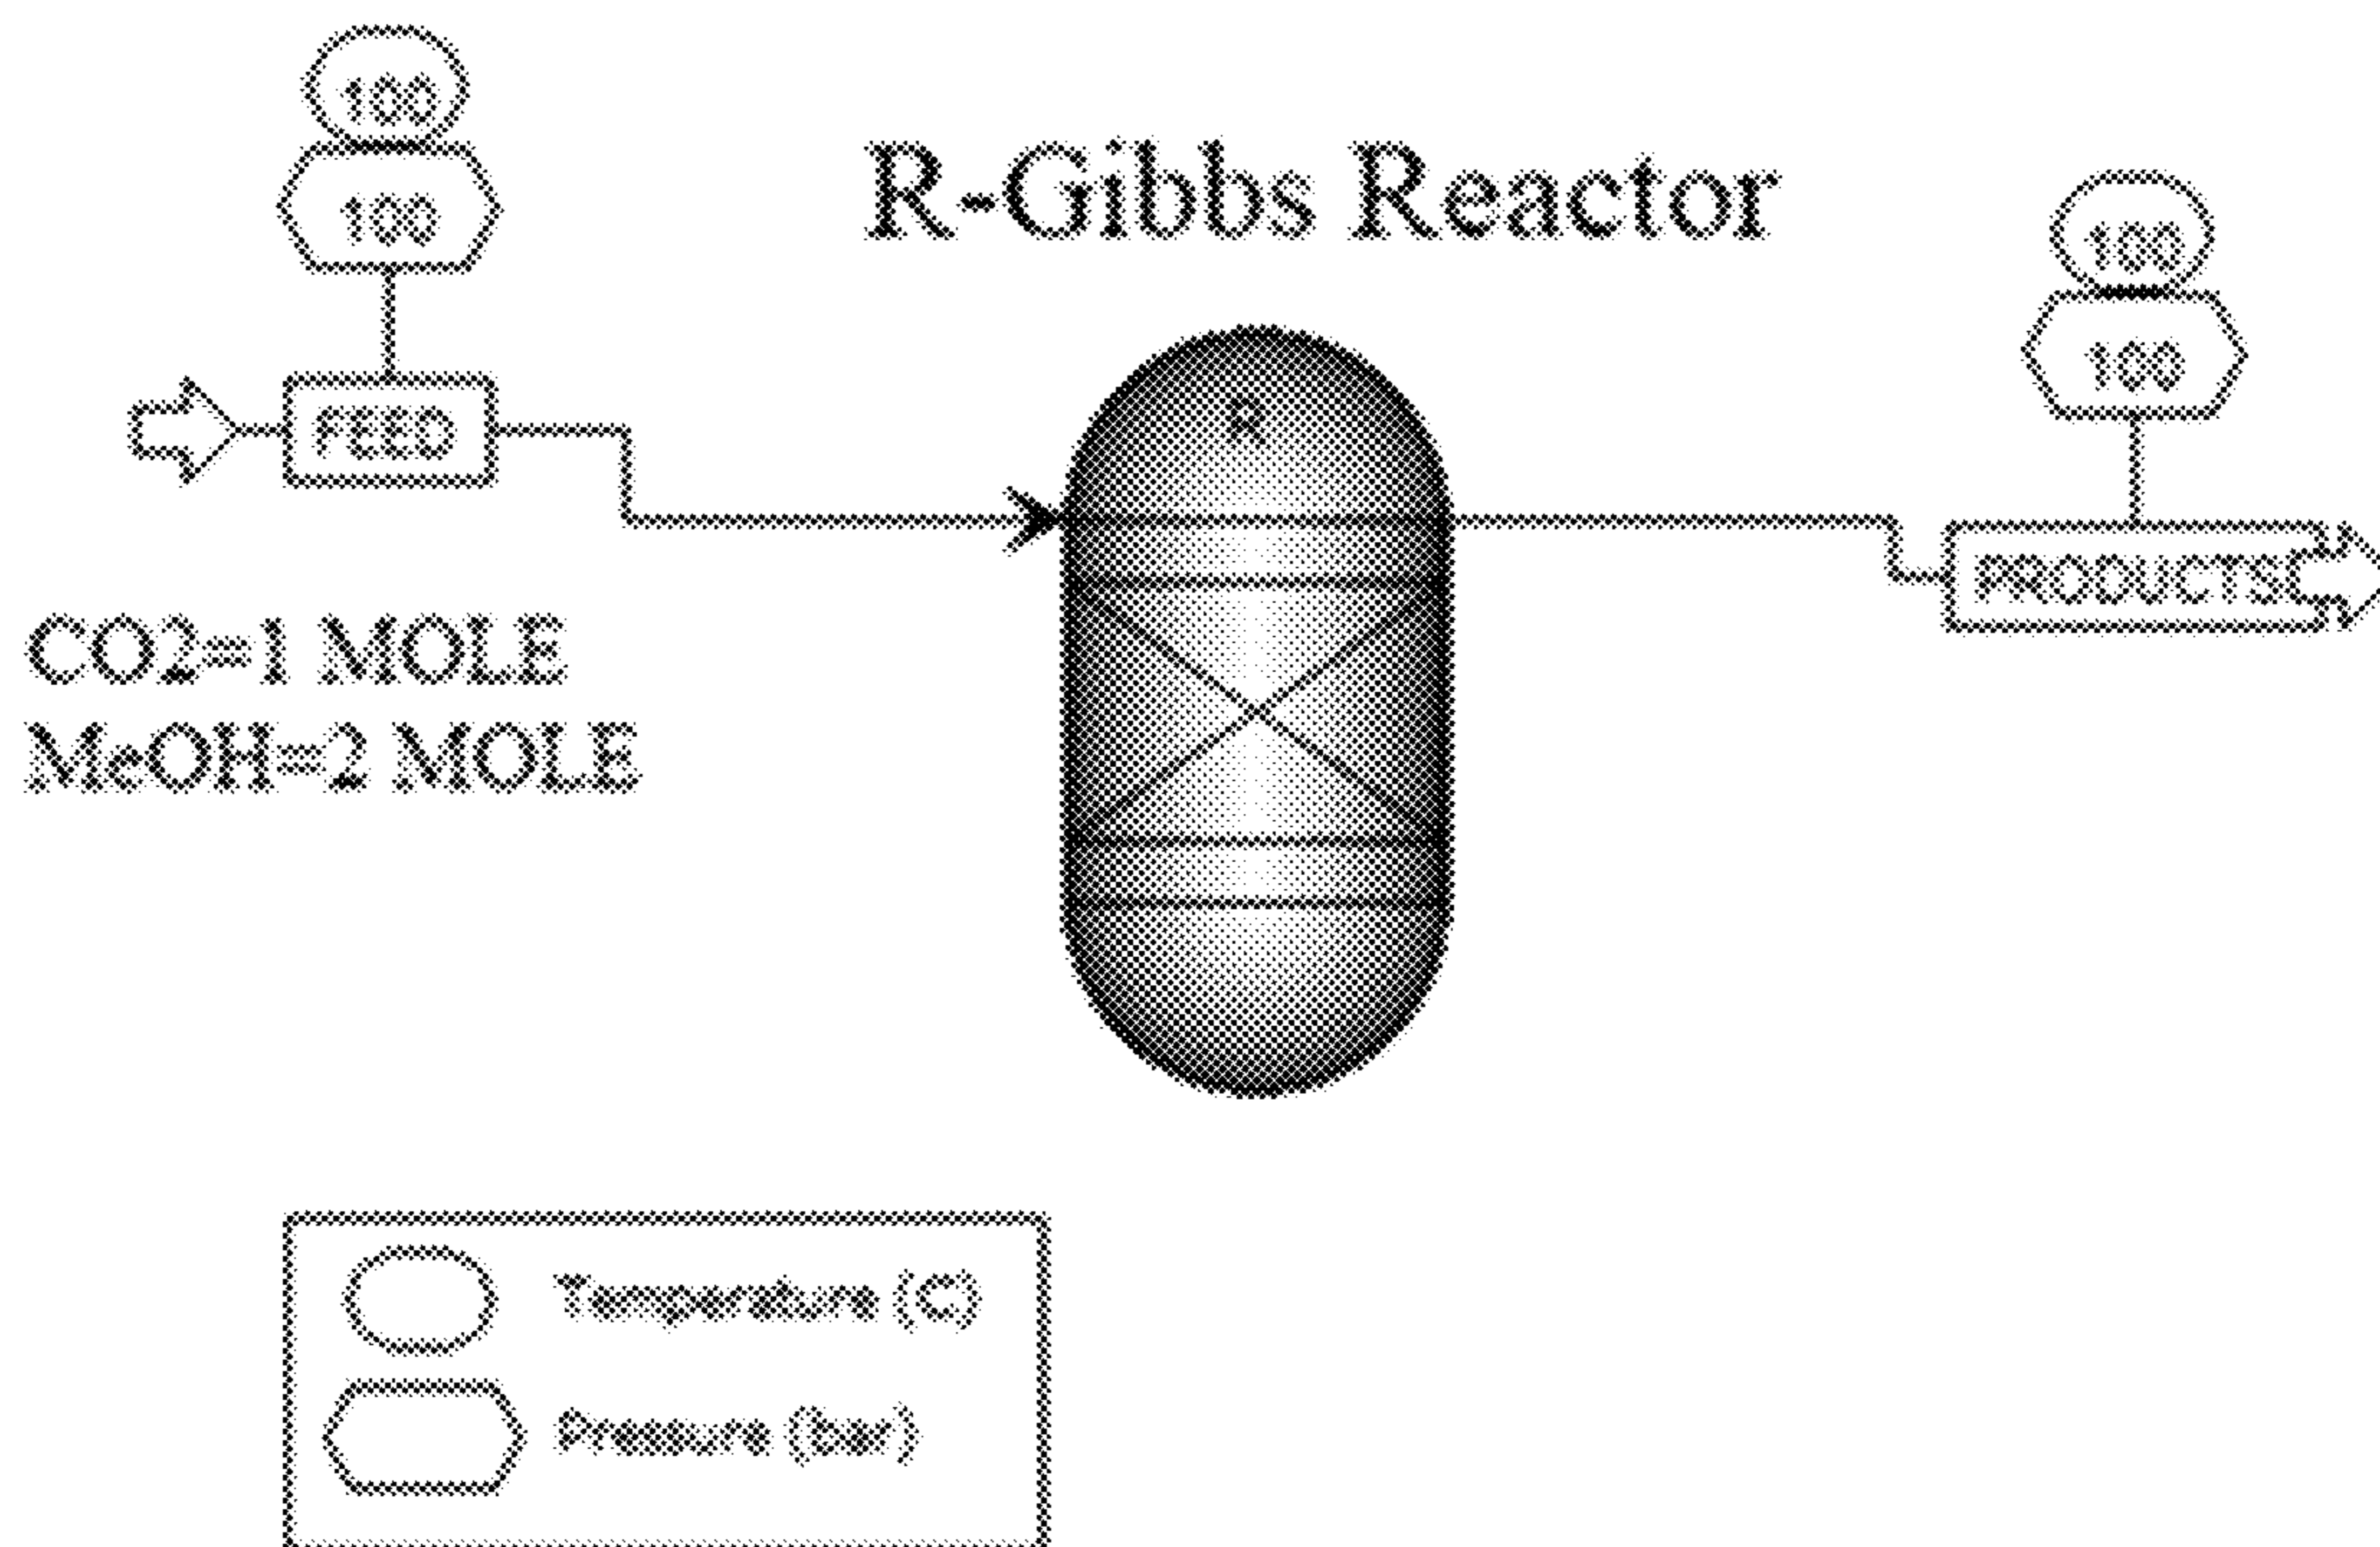 100
100
R-Gibbs Reactor
100
100
FEED
R
PRODUCTS
CO2=1 MOLE
MeOH=2 MOLE
Temperature (C)
Pressure (bar)